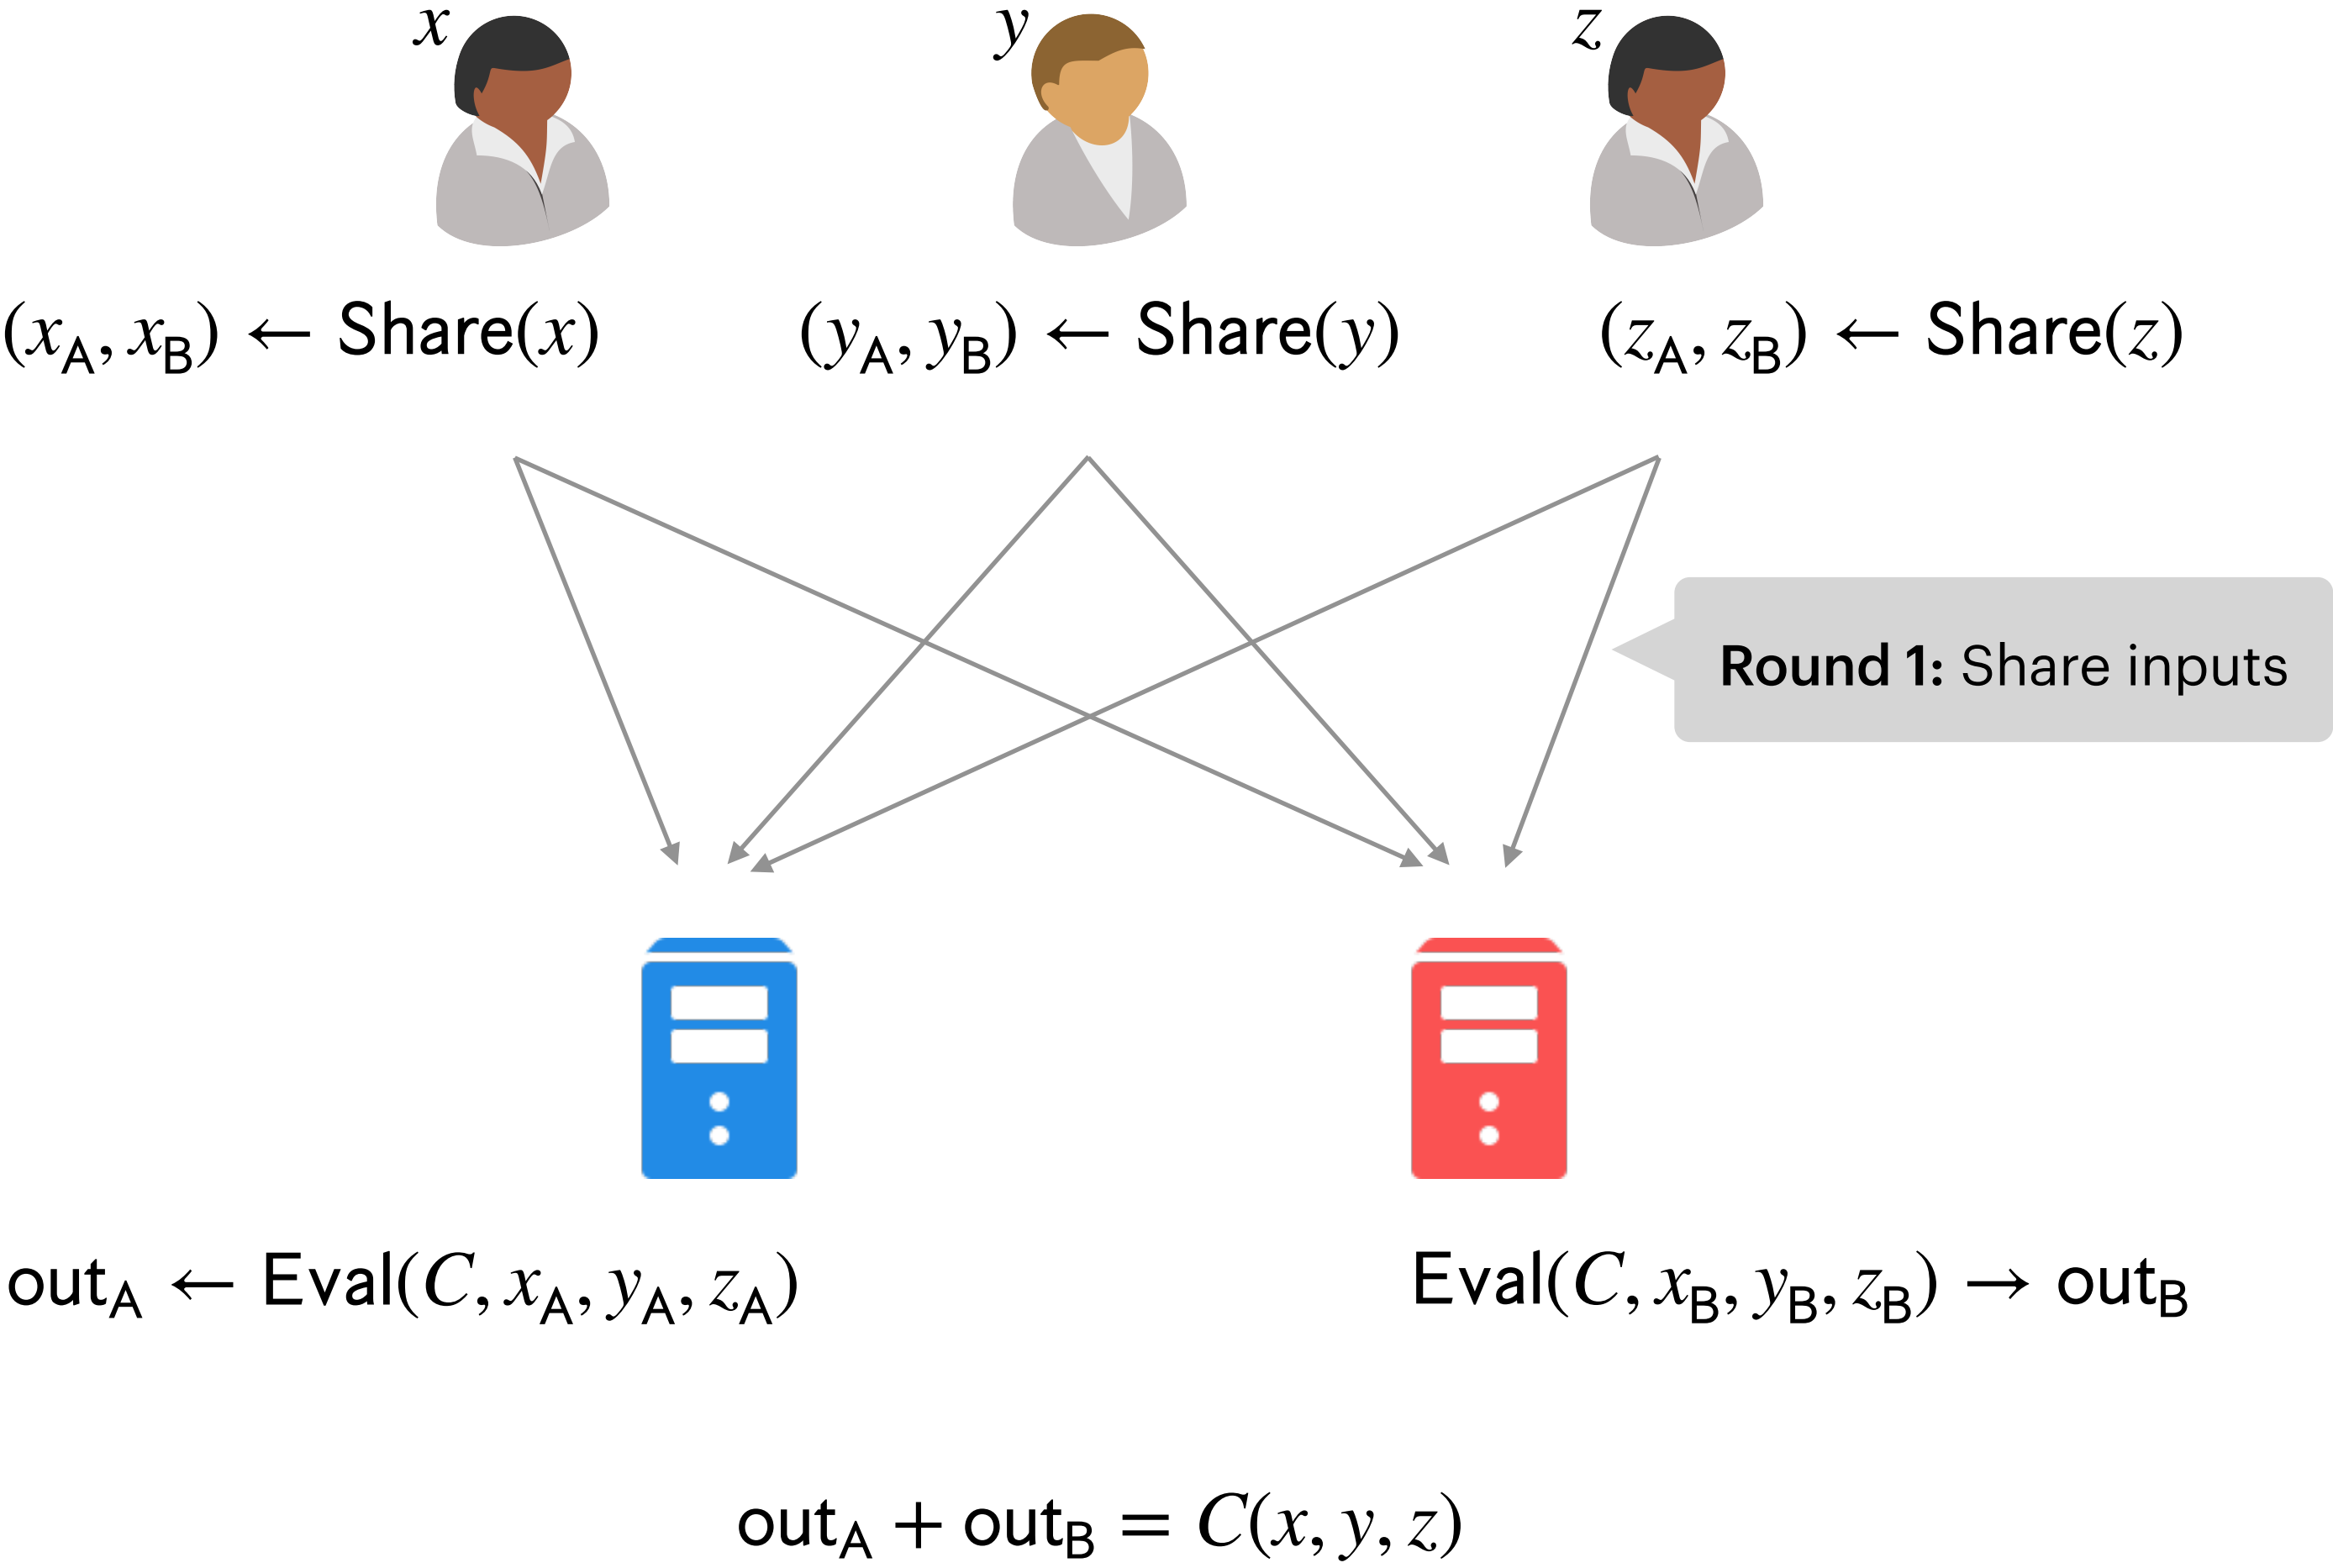 x y z
(x_A, x_B) ← Share(x) (y_A, y_B) ← Share(y) (z_A, z_B) ← Share(z)
Round 1: Share inputs
out_A ← Eval(C, x_A, y_A, z_A) Eval(C, x_B, y_B, z_B) → out_B
out_A + out_B = C(x, y, z)